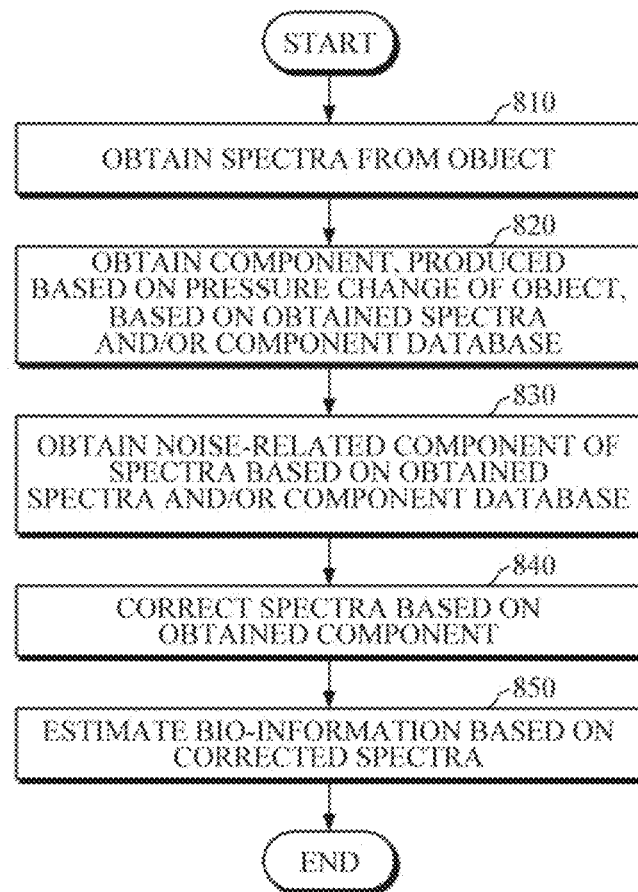 START
810
OBTAIN SPECTRA FROM OBJECT
820
OBTAIN COMPONENT, PRODUCED
BASED ON PRESSURE CHANGE OF OBJECT,
BASED ON OBTAINED SPECTRA
AND/OR COMPONENT DATABASE
830
OBTAIN NOISE-RELATED COMPONENT OF
SPECTRA BASED ON OBTAINED
SPECTRA AND/OR COMPONENT DATABASE
840
CORRECT SPECTRA BASED ON
OBTAINED COMPONENT
850
ESTIMATE BIO-INFORMATION BASED ON
CORRECTED SPECTRA
END